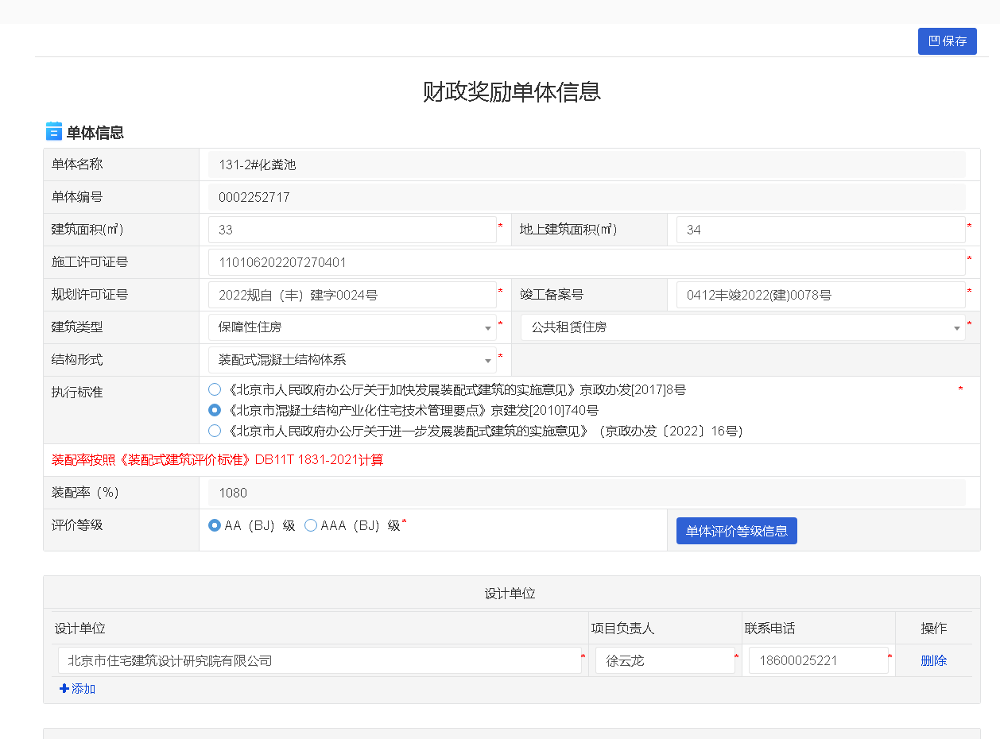 保存
财政奖励单体信息
单体信息
单体名称 131-2#化粪池
单体编号 0002252717
建筑面积(㎡) 33 * 地上建筑面积(㎡) 34 *
施工许可证号 110106202207270401 *
规划许可证号 2022规自（丰）建字0024号 * 竣工备案号 0412丰竣2022(建)0078号 *
建筑类型 保障性住房 * 公共租赁住房 *
结构形式 装配式混凝土结构体系 *
执行标准 《北京市人民政府办公厅关于加快发展装配式建筑的实施意见》京政办发[2017]8号 *
《北京市混凝土结构产业化住宅技术管理要点》京建发[2010]740号
《北京市人民政府办公厅关于进一步发展装配式建筑的实施意见》（京政办发〔2022〕16号）
装配率按照《装配式建筑评价标准》DB11T 1831-2021计算
装配率（%） 1080
评价等级 AA（BJ）级 AAA（BJ）级* 单体评价等级信息
设计单位
设计单位 项目负责人 联系电话 操作
北京市住宅建筑设计研究院有限公司 * 徐云龙 * 18600025221 * 删除
添加